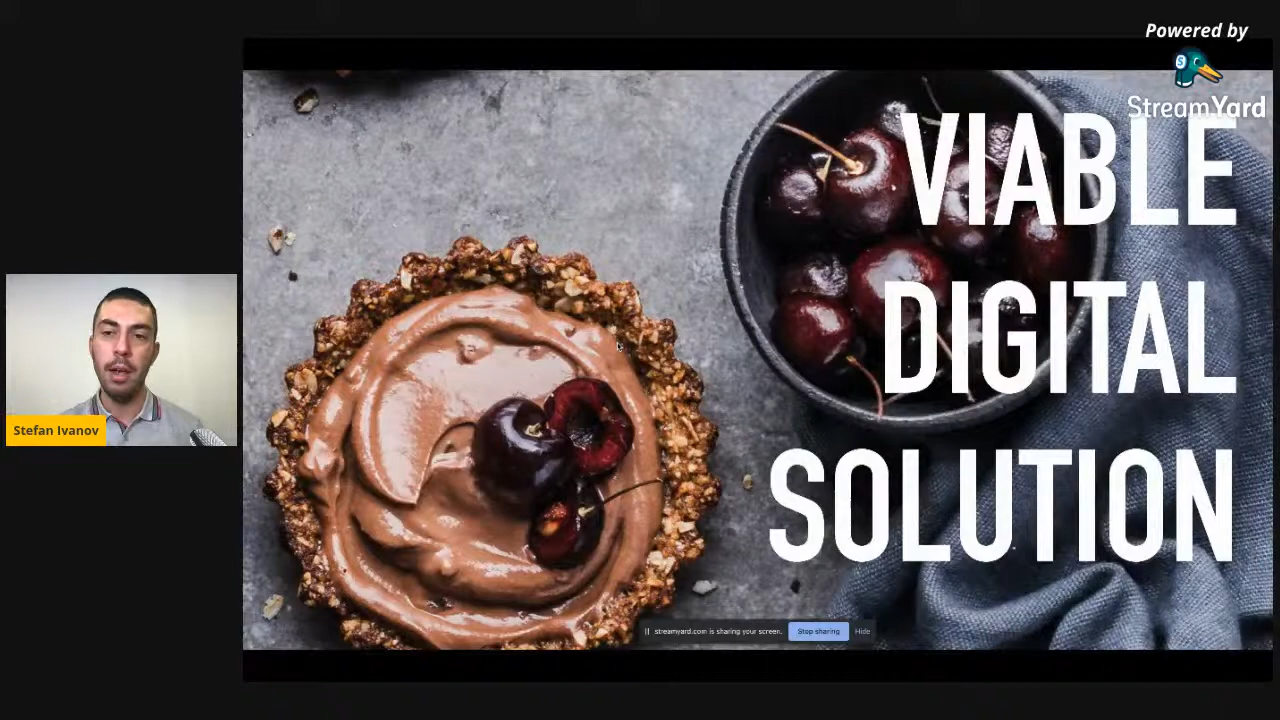 Powered by
StreamYard
VIABLE
DIGITAL
SOLUTION
Stefan Ivanov
streamyard.com is sharing your screen.
Stop sharing
Hide